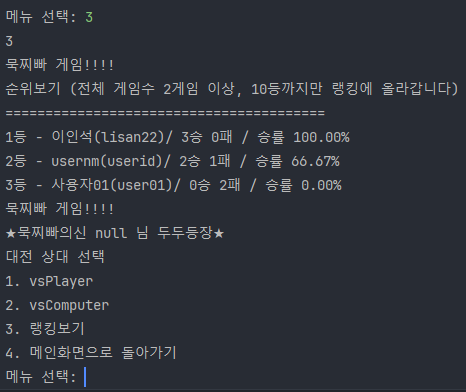 메뉴 선택: 3
3
묵찌빠 게임!!!!
순위보기 (전체 게임수 2게임 이상, 10등까지만 랭킹에 올라갑니다)
========================================
1등 - 이인석(lisan22)/ 3승 0패 / 승률 100.00%
2등 - usernm(userid)/ 2승 1패 / 승률 66.67%
3등 - 사용자01(user01)/ 0승 2패 / 승률 0.00%
묵찌빠 게임!!!!
★묵찌빠의신 null 님 두두등장★
대전 상대 선택
1. vsPlayer
2. vsComputer
3. 랭킹보기
4. 메인화면으로 돌아가기
메뉴 선택: